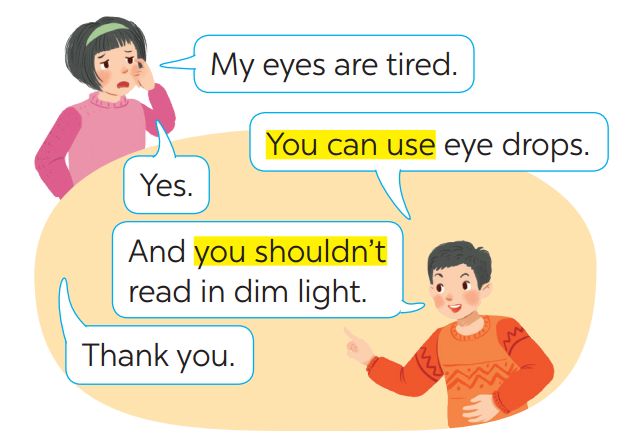 My eyes are tired.
You can use eye drops.
Yes.
And you shouldn't
read in dim light.
Thank you.